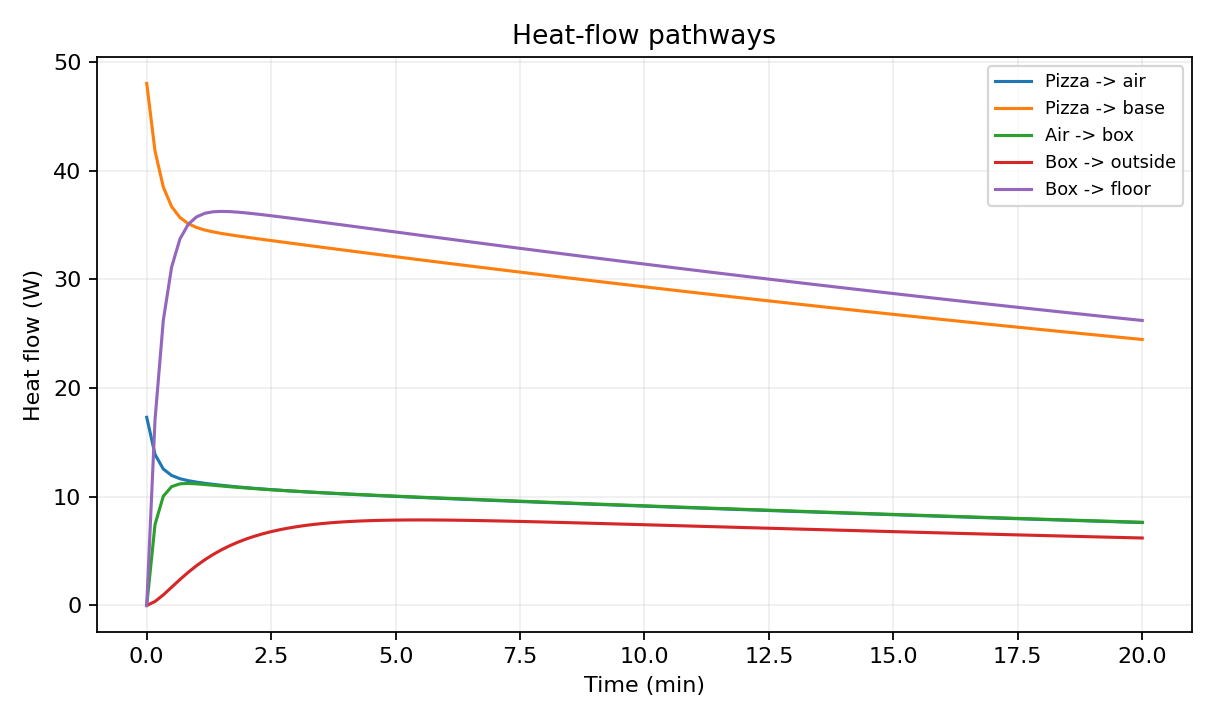 Heat-flow pathways
Pizza -> air
Pizza -> base
Air -> box
Box -> outside
Box -> floor
Heat flow (W)
50
40
30
20
10
0
0.0 2.5 5.0 7.5 10.0 12.5 15.0 17.5 20.0
Time (min)